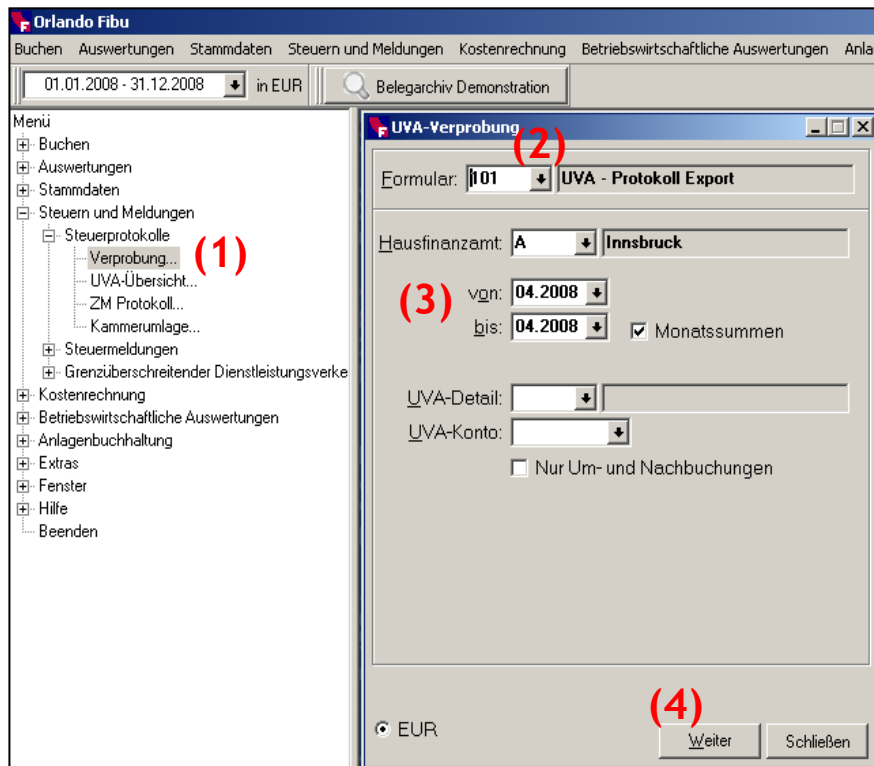 Orlando Fibu
Buchen Auswertungen Stammdaten Steuern und Meldungen Kostenrechnung Betriebswirtschaftliche Auswertungen Anla
01.01.2008 - 31.12.2008 in EUR Belegarchiv Demonstration
Menü
Buchen
Auswertungen
Stammdaten
Steuern und Meldungen
Steuerprotokolle
Verprobung... (1)
UVA-Übersicht...
ZM Protokoll...
Kammerumlage...
Steuermeldungen
Grenzüberschreitender Dienstleistungsverke
Kostenrechnung
Betriebswirtschaftliche Auswertungen
Anlagenbuchhaltung
Extras
Fenster
Hilfe
Beenden
UVA-Verprobung
(2)
Formular: 101 UVA - Protokoll Export
Hausfinanzamt: A Innsbruck
(3)
von: 04.2008
bis: 04.2008 Monatssummen
UVA-Detail:
UVA-Konto:
Nur Um- und Nachbuchungen
(4)
EUR Weiter Schließen